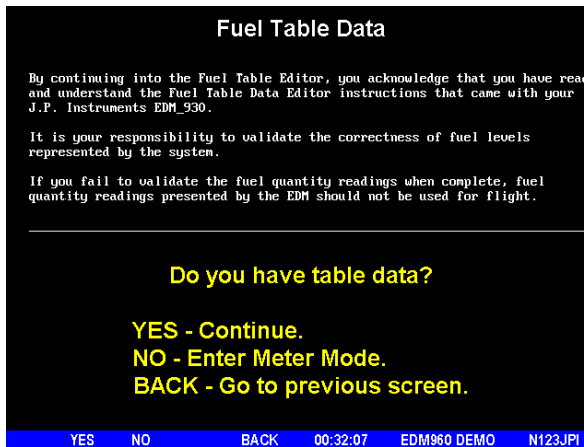 Fuel Table Data
By continuing into the Fuel Table Editor, you acknowledge that you have read
and understand the Fuel Table Data Editor instructions that came with your
J.P. Instruments EDM_930.
It is your responsibility to validate the correctness of fuel levels
represented by the system.
If you fail to validate the fuel quantity readings when complete, fuel
quantity readings presented by the EDM should not be used for flight.
Do you have table data?
YES - Continue.
NO - Enter Meter Mode.
BACK - Go to previous screen.
YES NO BACK 00:32:07 EDM960 DEMO N123JPI